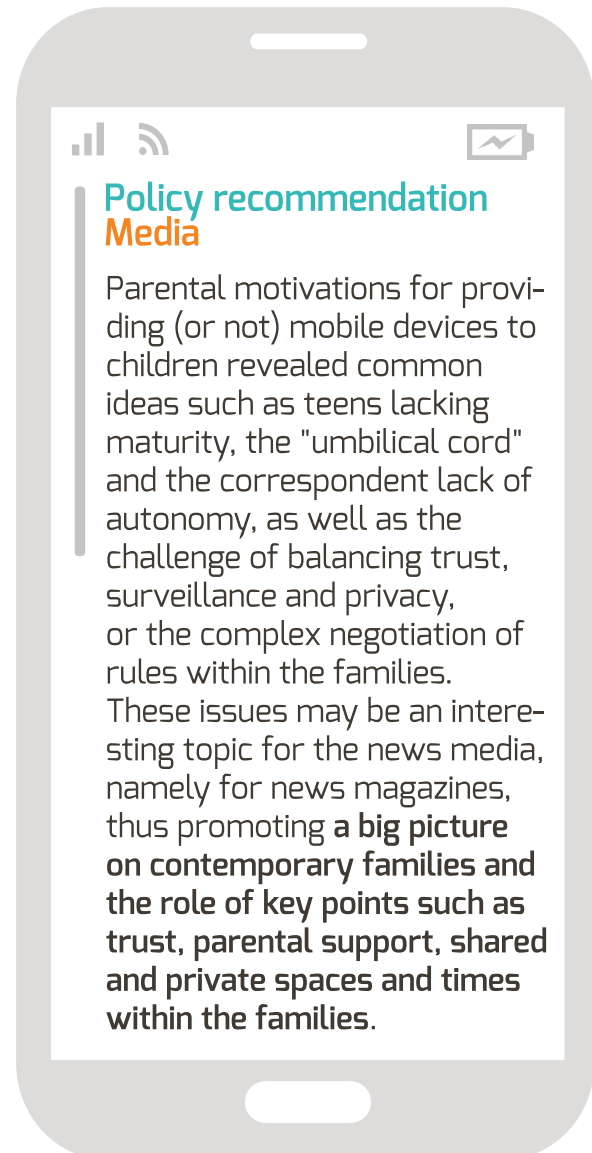 Policy recommendation
Media
Parental motivations for provi-
ding (or not) mobile devices to
children revealed common
ideas such as teens lacking
maturity, the "umbilical cord"
and the correspondent lack of
autonomy, as well as the
challenge of balancing trust,
surveillance and privacy,
or the complex negotiation of
rules within the families.
These issues may be an intere-
sting topic for the news media,
namely for news magazines,
thus promoting a big picture
on contemporary families and
the role of key points such as
trust, parental support, shared
and private spaces and times
within the families.